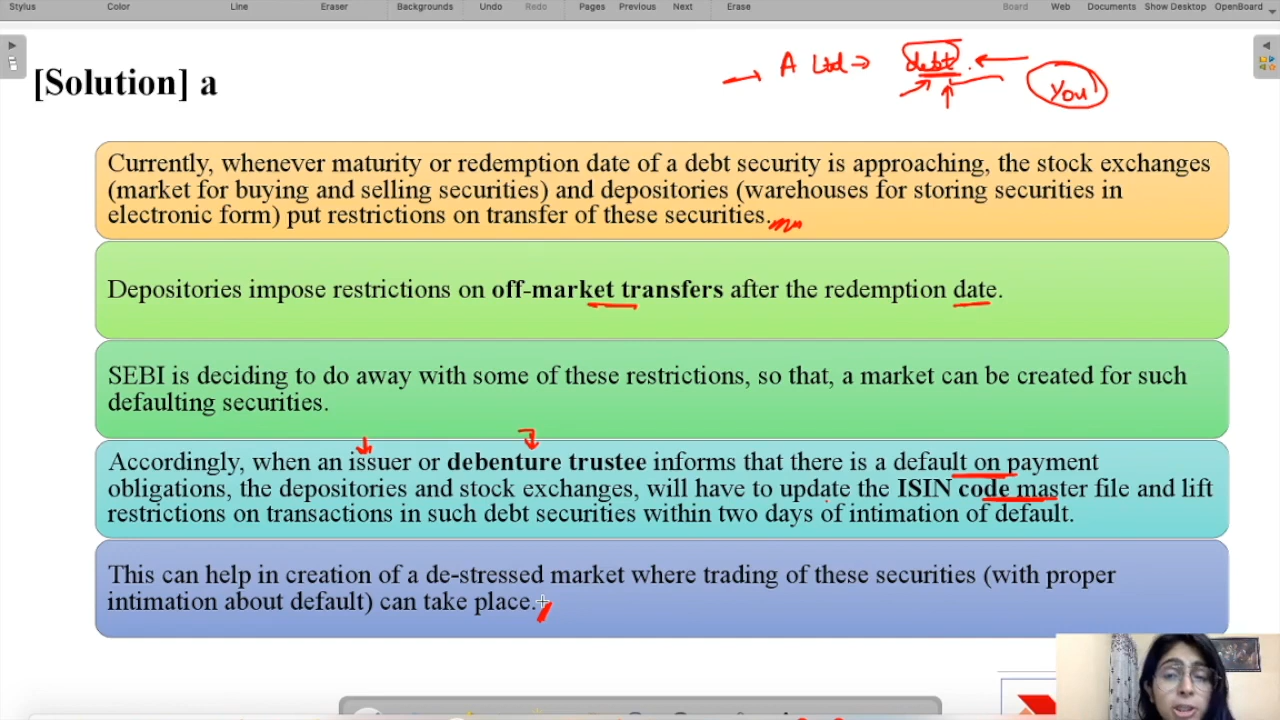 Stylus Color Line Eraser Backgrounds Undo Redo Pages Previous Next Erase Board Web Documents Show Desktop OpenBoard
A Ltd → debt. ← You
[Solution] a
Currently, whenever maturity or redemption date of a debt security is approaching, the stock exchanges
(market for buying and selling securities) and depositories (warehouses for storing securities in
electronic form) put restrictions on transfer of these securities.
Depositories impose restrictions on off-market transfers after the redemption date.
SEBI is deciding to do away with some of these restrictions, so that, a market can be created for such
defaulting securities.
Accordingly, when an issuer or debenture trustee informs that there is a default on payment
obligations, the depositories and stock exchanges, will have to update the ISIN code master file and lift
restrictions on transactions in such debt securities within two days of intimation of default.
This can help in creation of a de-stressed market where trading of these securities (with proper
intimation about default) can take place.